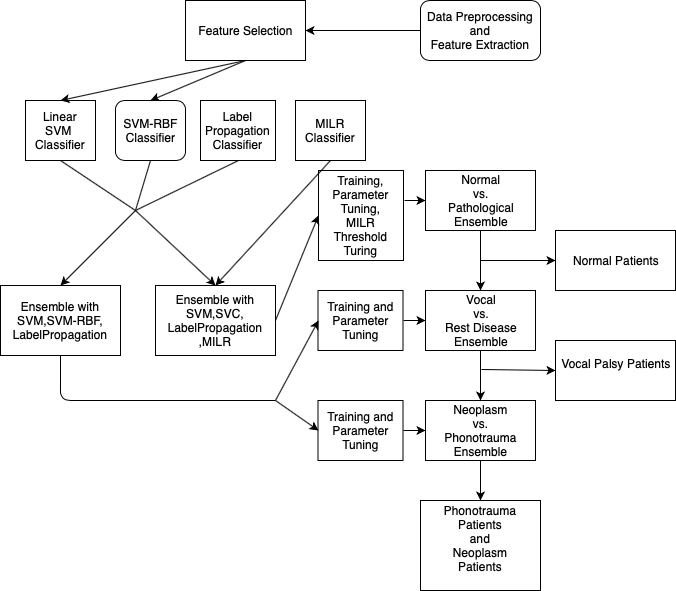 Feature Selection
Data Preprocessing
and
Feature Extraction
Linear
SVM
Classifier
SVM-RBF
Classifier
Label
Propagation
Classifier
MILR
Classifier
Training,
Parameter
Tuning,
MILR
Threshold
Turing
Normal
vs.
Pathological
Ensemble
Normal Patients
Ensemble with
SVM,SVM-RBF,
LabelPropagation
Ensemble with
SVM,SVC,
LabelPropagation
,MILR
Training and
Parameter
Tuning
Vocal
vs.
Rest Disease
Ensemble
Vocal Palsy Patients
Training and
Parameter
Tuning
Neoplasm
vs.
Phonotrauma
Ensemble
Phonotrauma
Patients
and
Neoplasm
Patients